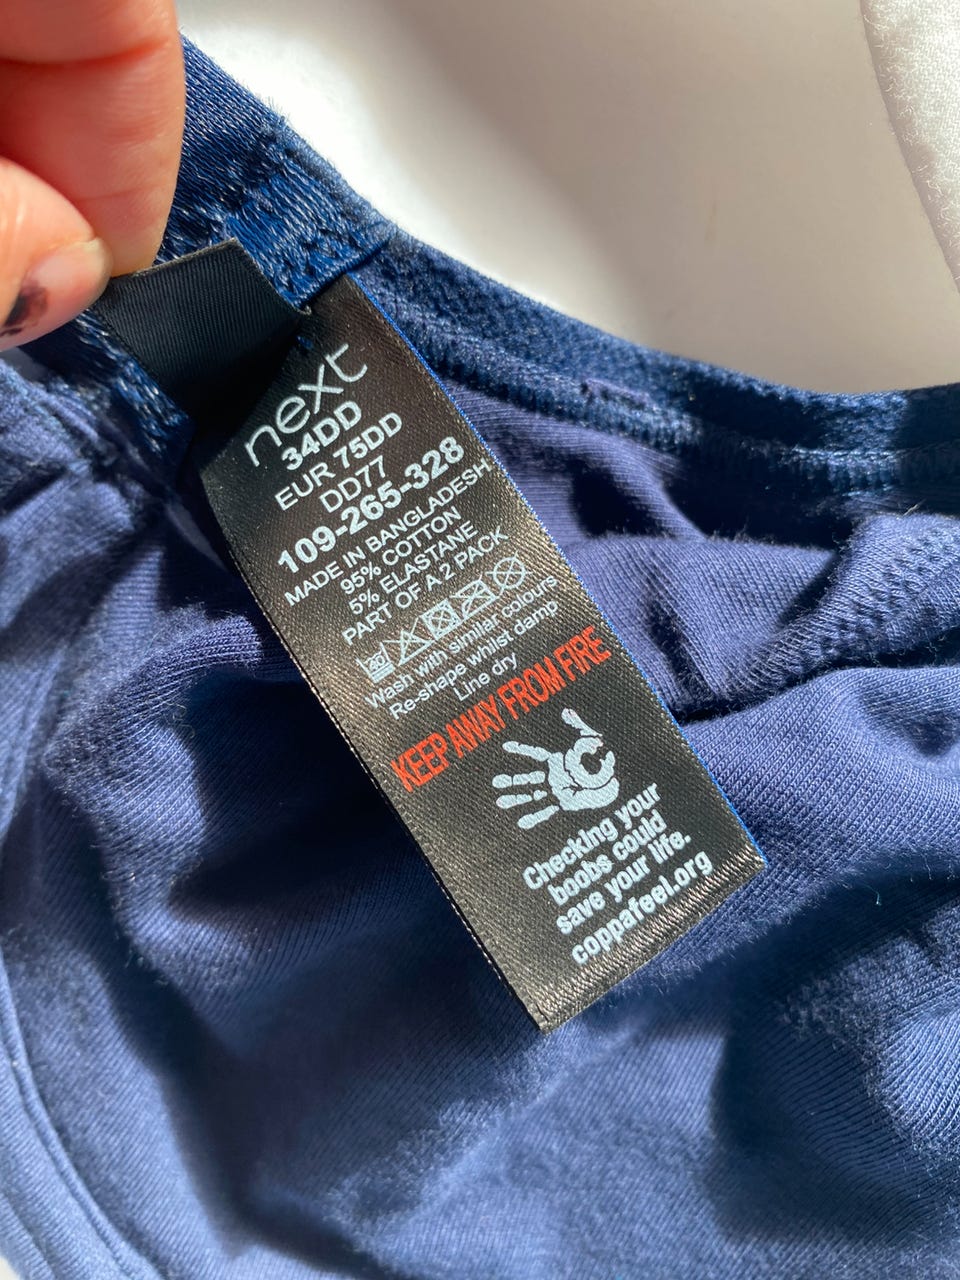 next
34DD
EUR 75DD
DD77
109-265-328
MADE IN BANGLADESH
95% COTTON
5% ELASTANE
PART OF A 2 PACK
40
Wash with similar colours
Re-shape whilst damp
Line dry
KEEP AWAY FROM FIRE
C
Checking your
boobs could
save your life.
coppafeel.org